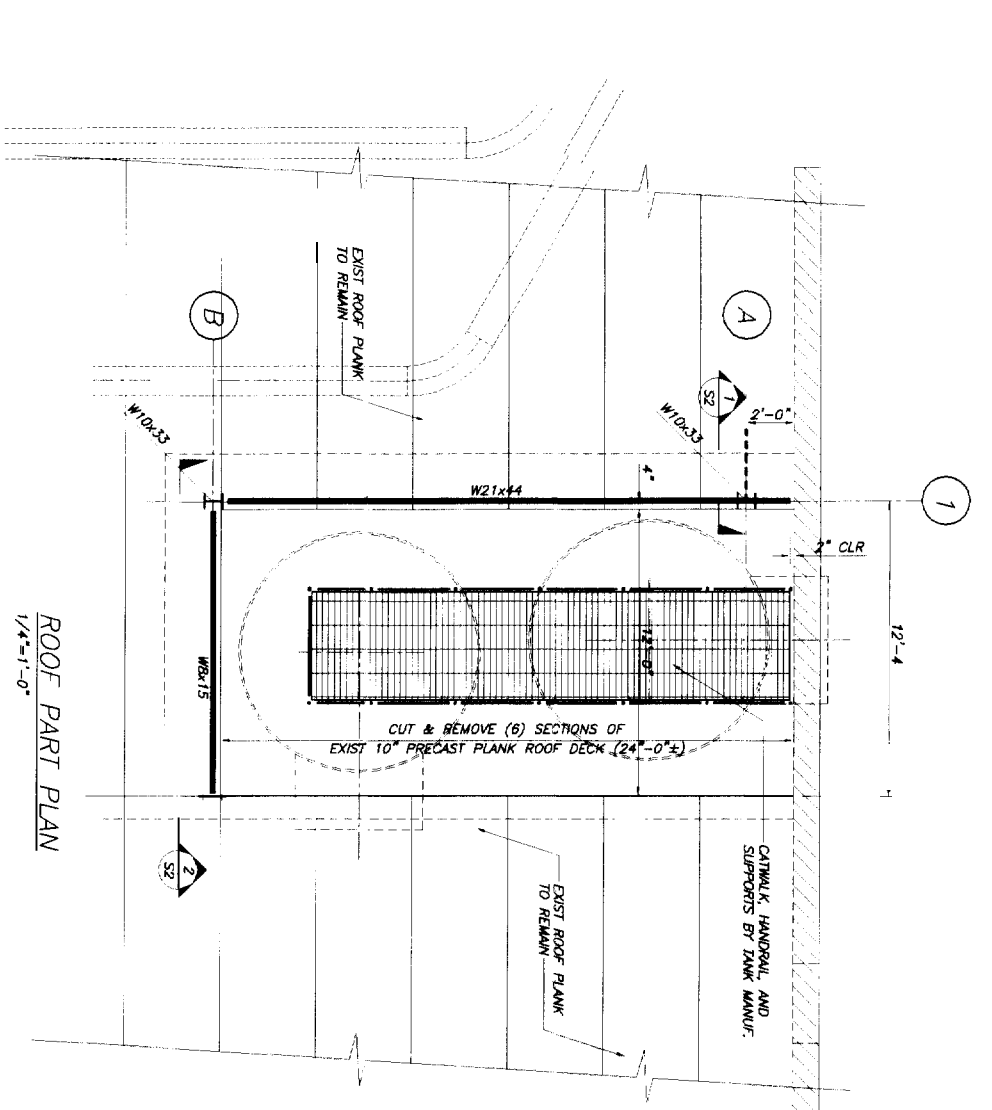 EXIST ROOF PLANK
TO REMAIN
B
A
1
S2
2'-0"
W10x33
W10x33
4"
W21x44
1
2" CLR
12'-4
12'-0"
W8x15
CUT & REMOVE (6) SECTIONS OF
EXIST 10" PRECAST PLANK ROOF DECK (24"-0"±)
ROOF PART PLAN
1/4"=1'-0"
2
S2
EXIST ROOF PLANK
TO REMAIN
CATWALK, HANDRAIL, AND
SUPPORTS BY TANK MANUF.